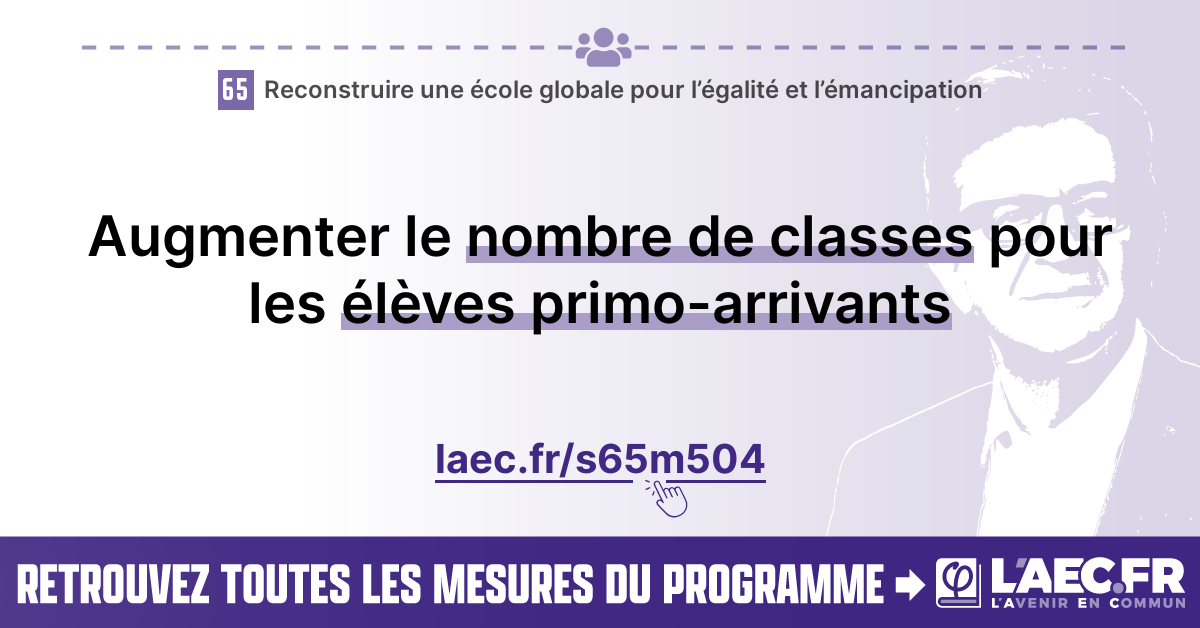 65 Reconstruire une école globale pour l’égalité et l’émancipation
Augmenter le nombre de classes pour
les élèves primo-arrivants
laec.fr/s65m504
RETROUVEZ TOUTES LES MESURES DU PROGRAMME
φ L'AEC.FR
L'AVENIR EN COMMUN